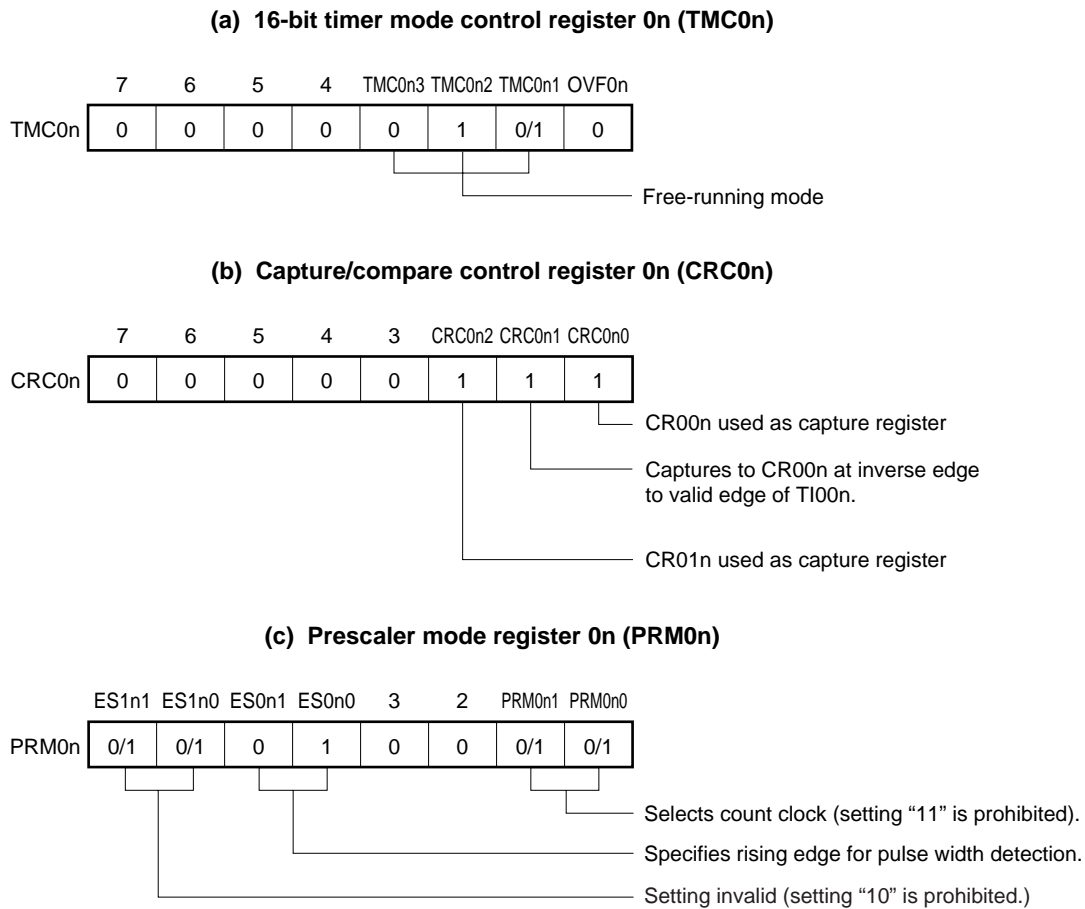 (a) 16-bit timer mode control register 0n (TMC0n)
7 6 5 4 TMC0n3 TMC0n2 TMC0n1 OVF0n
TMC0n 0 0 0 0 0 1 0/1 0
Free-running mode
(b) Capture/compare control register 0n (CRC0n)
7 6 5 4 3 CRC0n2 CRC0n1 CRC0n0
CRC0n 0 0 0 0 0 1 1 1
CR00n used as capture register
Captures to CR00n at inverse edge
to valid edge of TI00n.
CR01n used as capture register
(c) Prescaler mode register 0n (PRM0n)
ES1n1 ES1n0 ES0n1 ES0n0 3 2 PRM0n1 PRM0n0
PRM0n 0/1 0/1 0 1 0 0 0/1 0/1
Selects count clock (setting “11” is prohibited).
Specifies rising edge for pulse width detection.
Setting invalid (setting “10” is prohibited.)